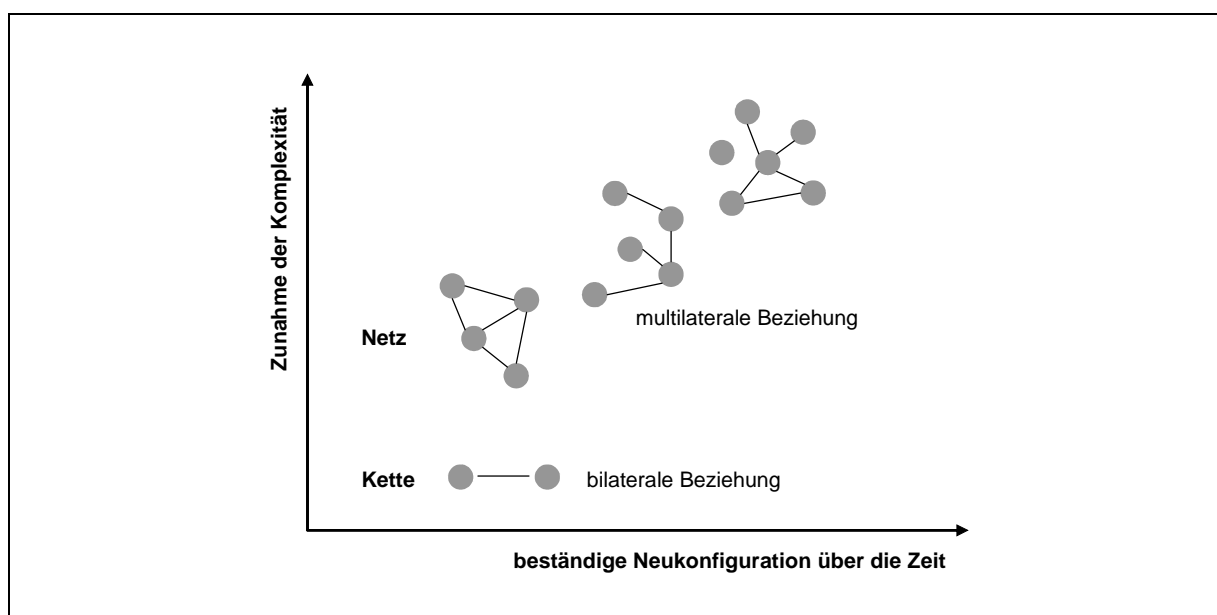 Zunahme der Komplexität
Netz
multilaterale Beziehung
Kette
bilaterale Beziehung
beständige Neukonfiguration über die Zeit